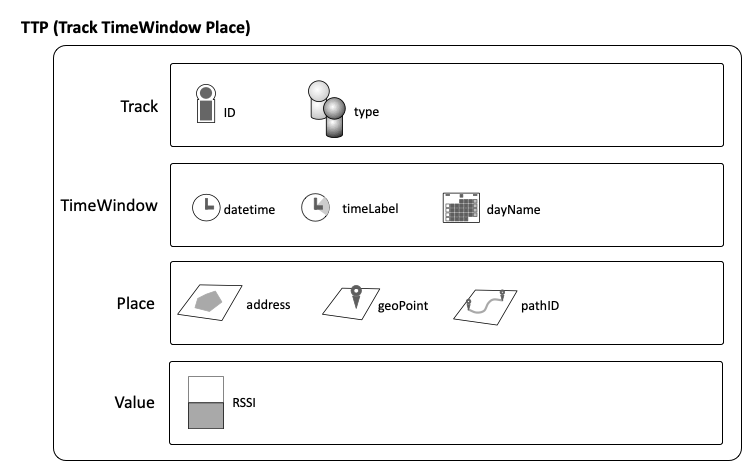 TTP (Track TimeWindow Place)
Track
ID
type
TimeWindow
datetime
timeLabel
dayName
Place
address
geoPoint
pathID
Value
RSSI